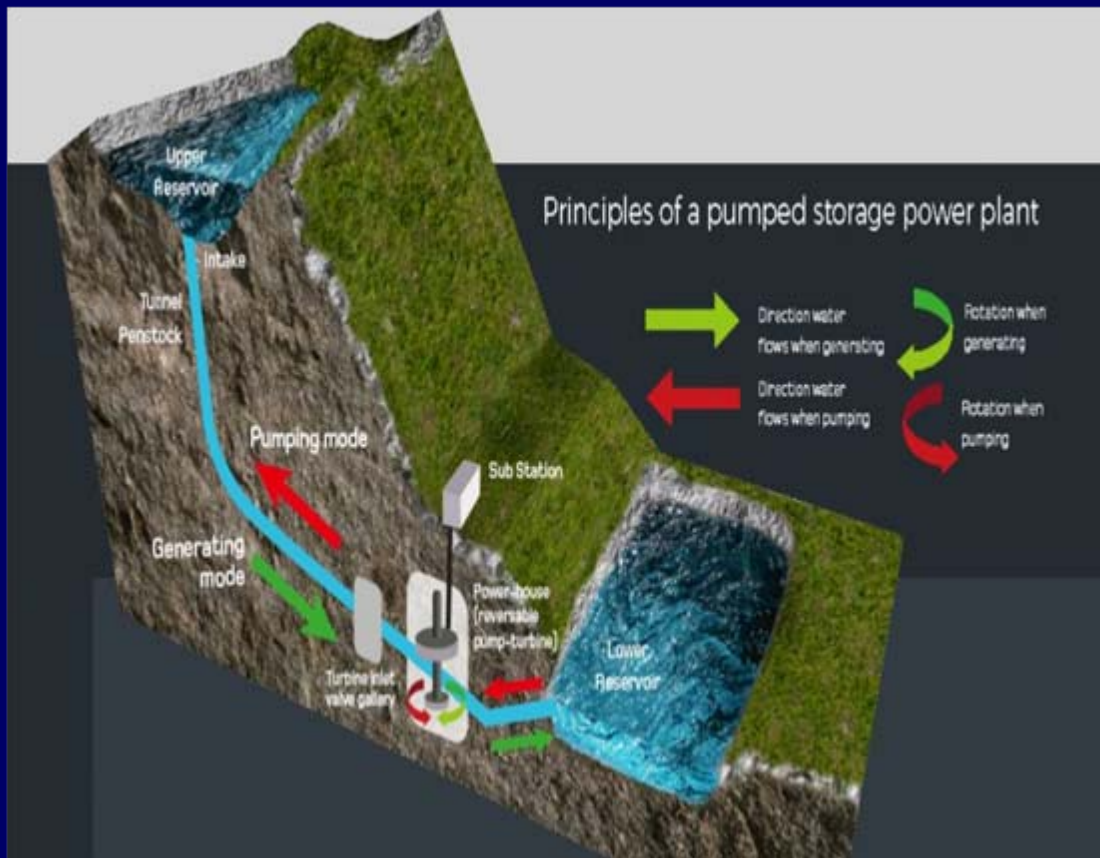 Upper
Reservoir
Principles of a pumped storage power plant
Intake
Tunnel
Penstock
Direction water
flows when generating
Rotation when
generating
Direction water
flows when pumping
Rotation when
pumping
Pumping mode
Sub Station
Generating
mode
Power-house
(reversable
pump-turbine)
Turbine inlet
valve gallery
Lower
Reservoir